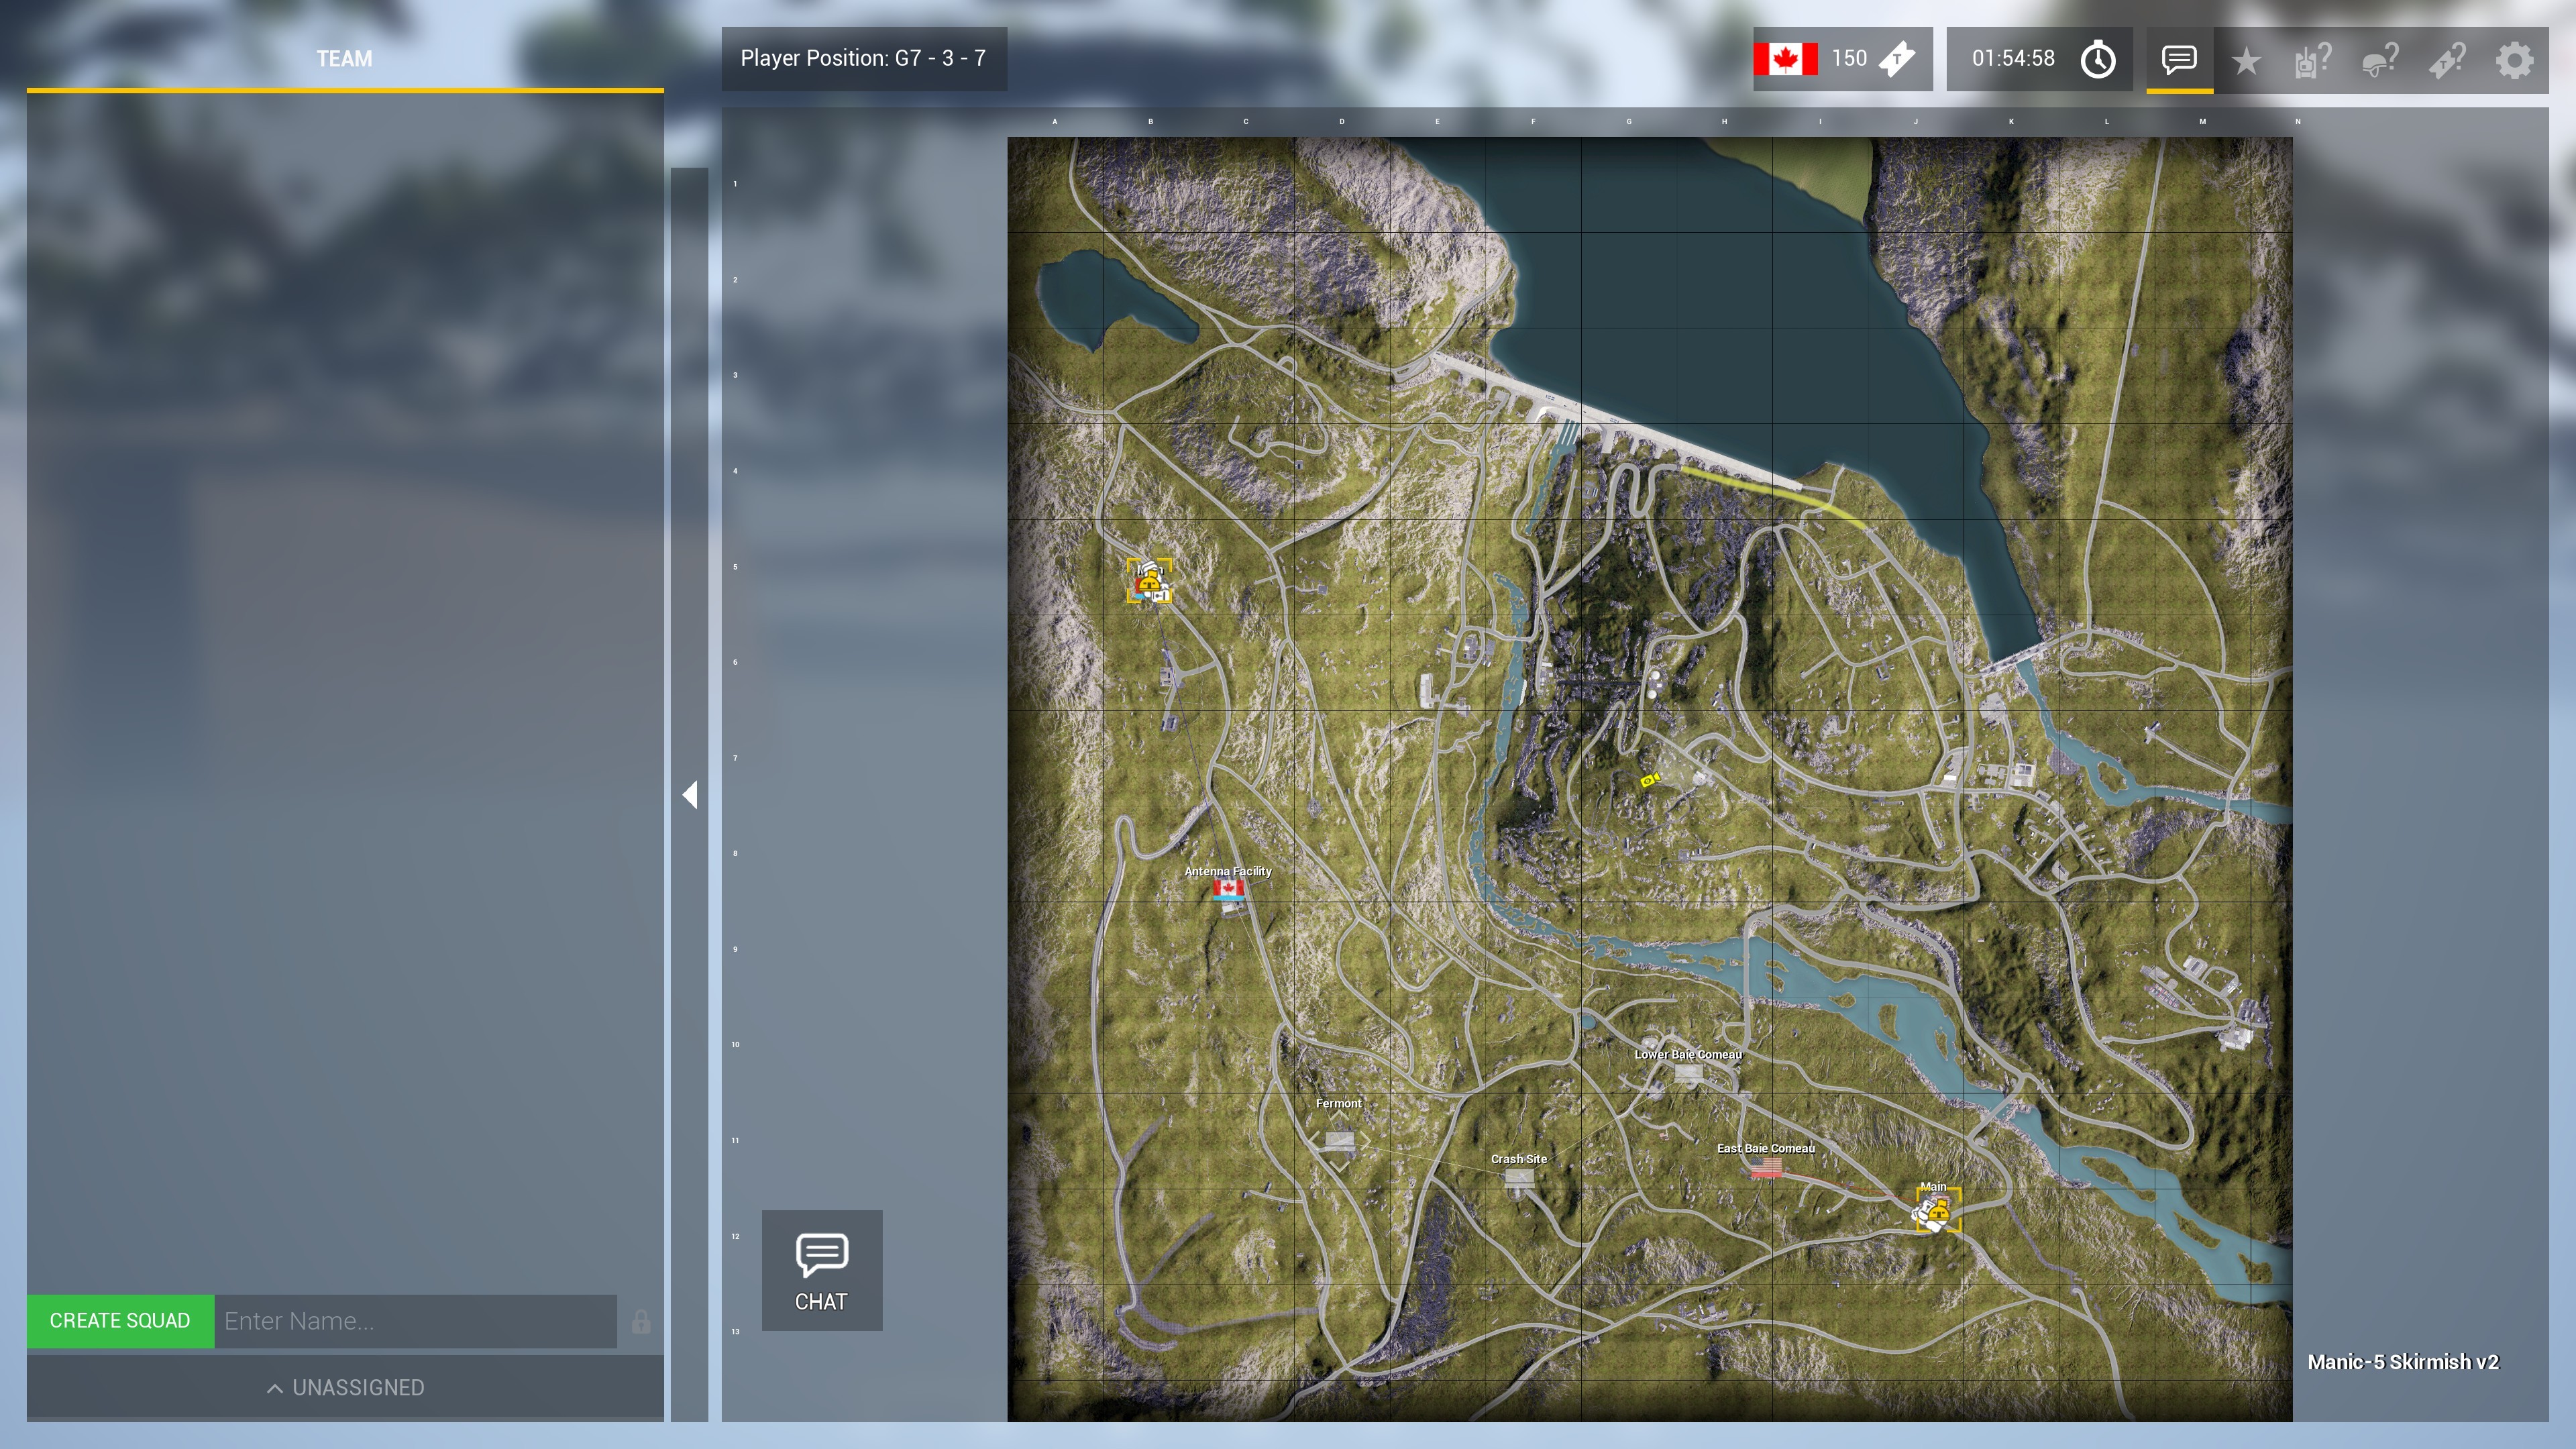 TEAM
Player Position: G7 - 3 - 7
150
01:54:58
A B C D E F G H I J K L M N
1
2
3
4
5
6
7
8
9
10
11
12
13
Antenna Facility
Lower Baie Comeau
Fermont
East Baie Comeau
Crash Site
Main
CHAT
CREATE SQUAD
Enter Name...
UNASSIGNED
Manic-5 Skirmish v2